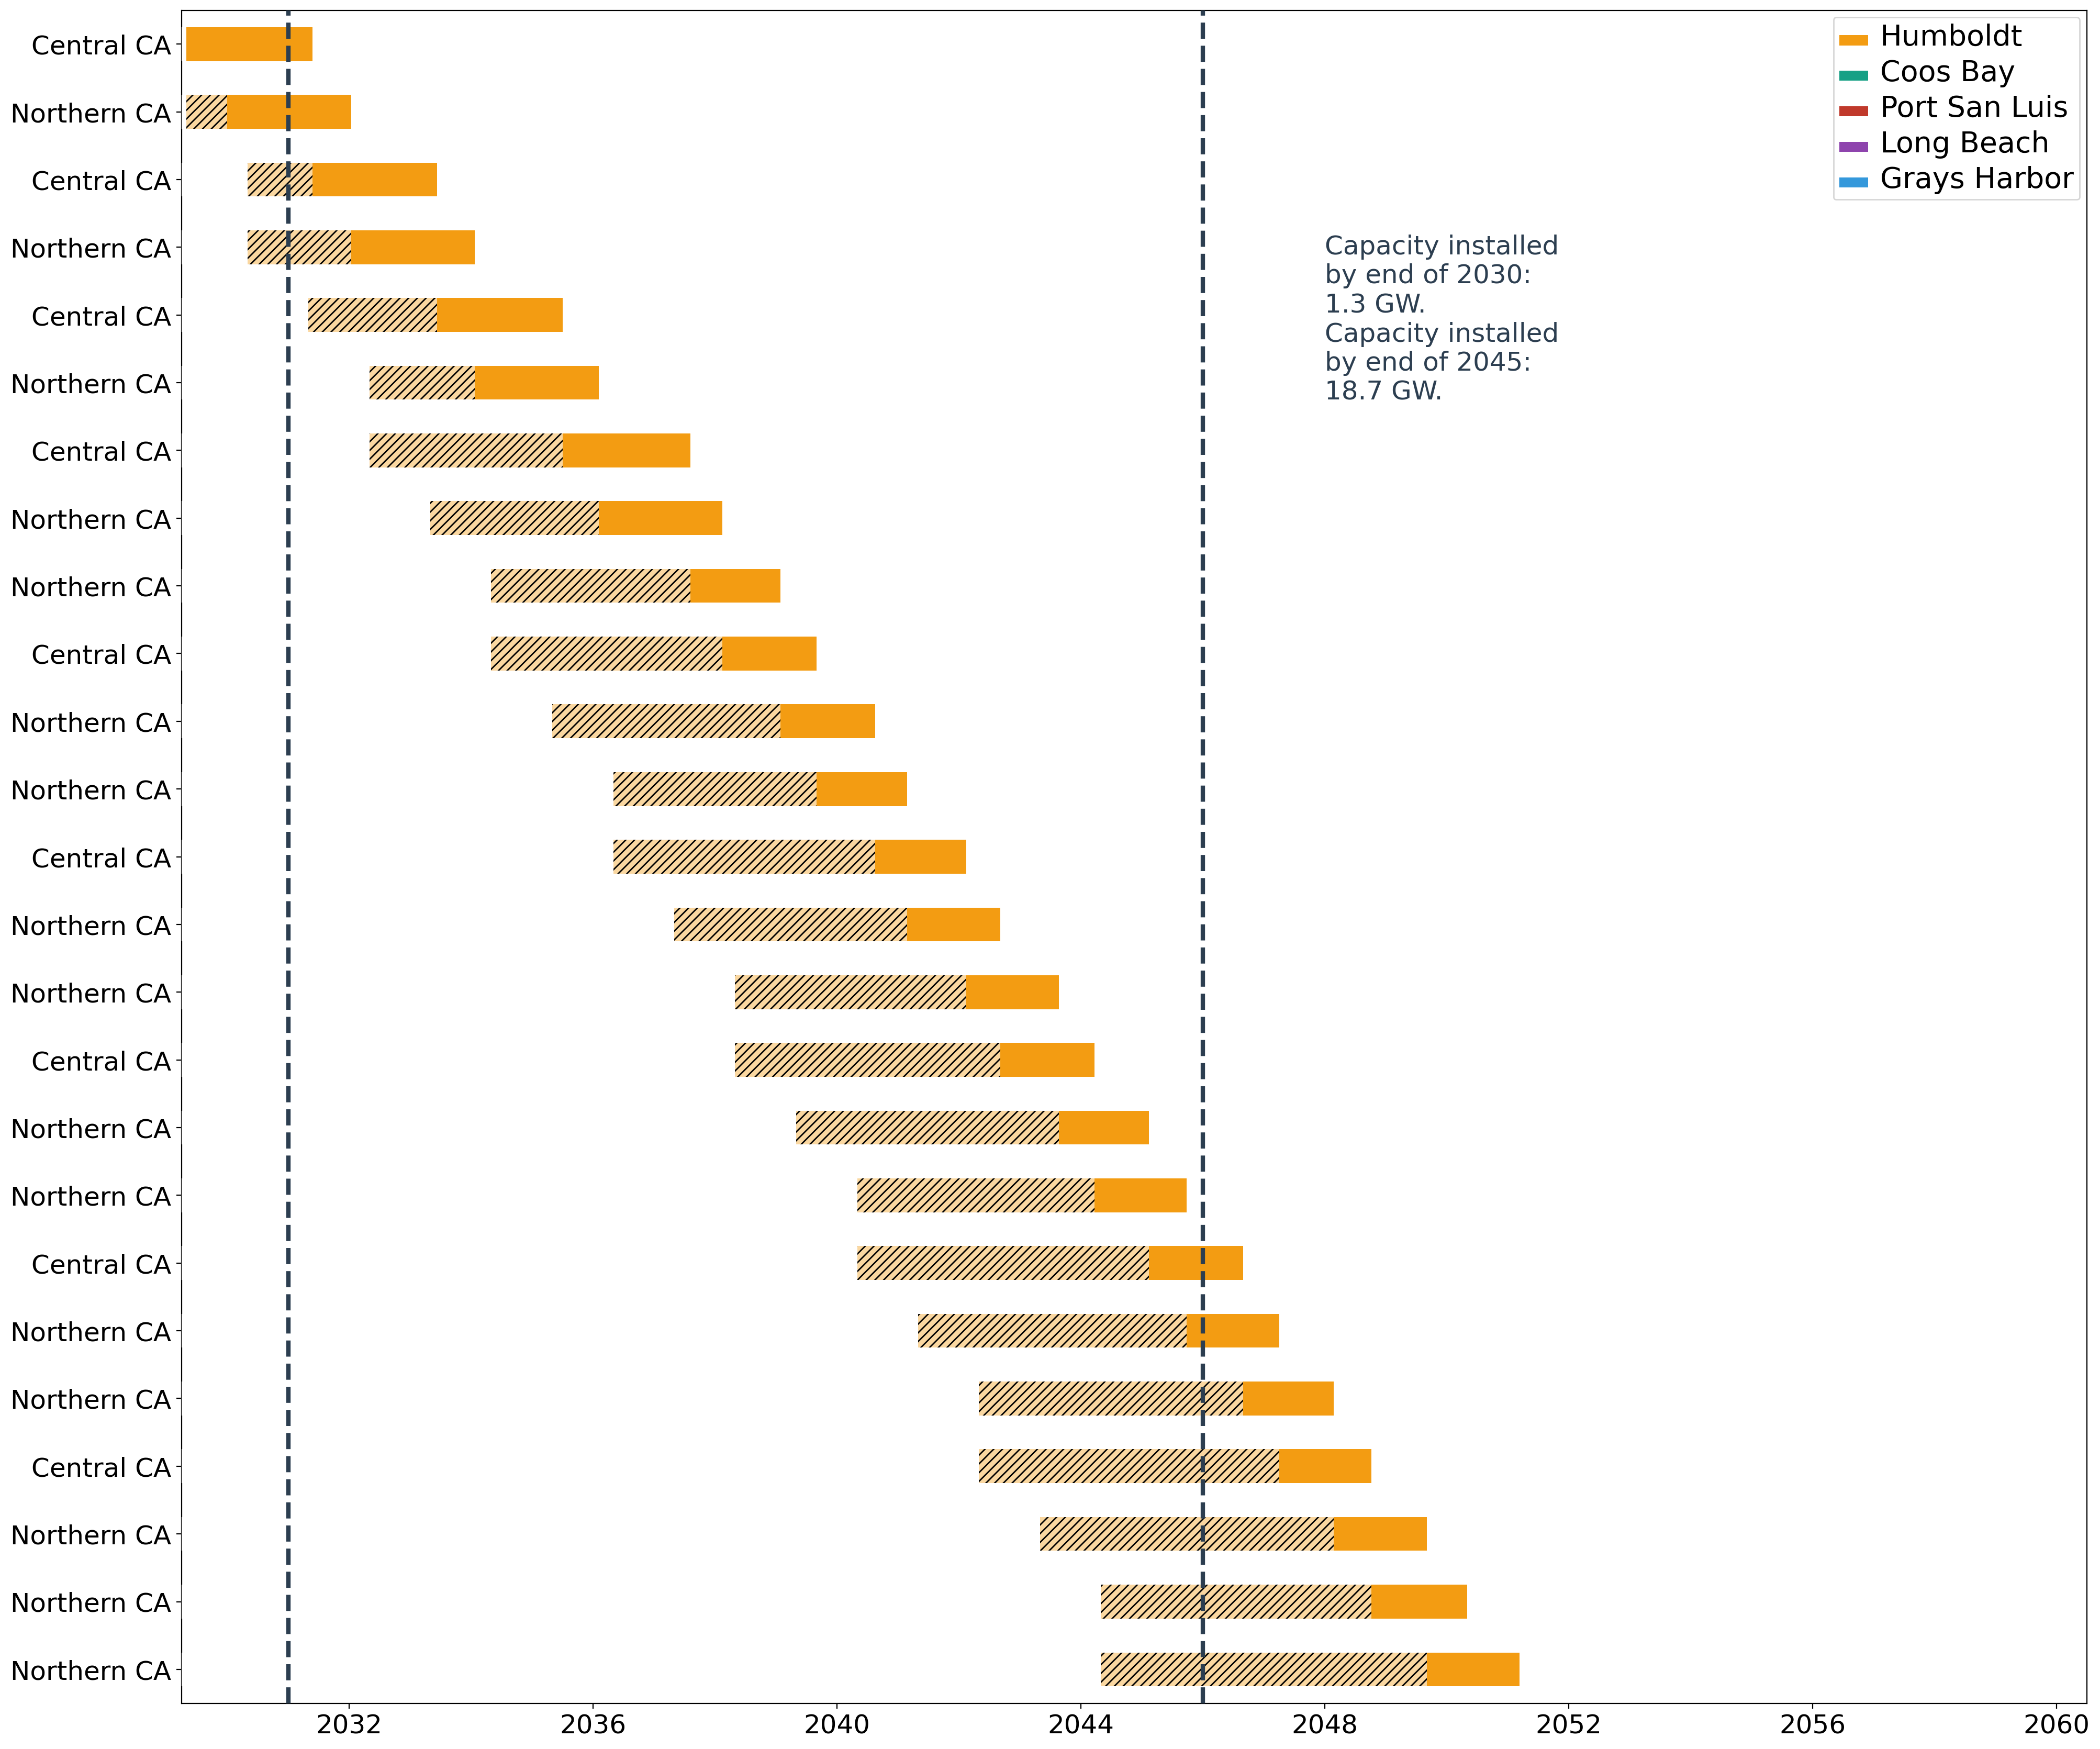 Central CA
Northern CA
Central CA
Northern CA
Central CA
Northern CA
Central CA
Northern CA
Northern CA
Central CA
Northern CA
Northern CA
Central CA
Northern CA
Northern CA
Central CA
Northern CA
Northern CA
Central CA
Northern CA
Northern CA
Central CA
Northern CA
Northern CA
Northern CA
Humboldt
Coos Bay
Port San Luis
Long Beach
Grays Harbor
Capacity installed
by end of 2030:
1.3 GW.
Capacity installed
by end of 2045:
18.7 GW.
2032 2036 2040 2044 2048 2052 2056 2060